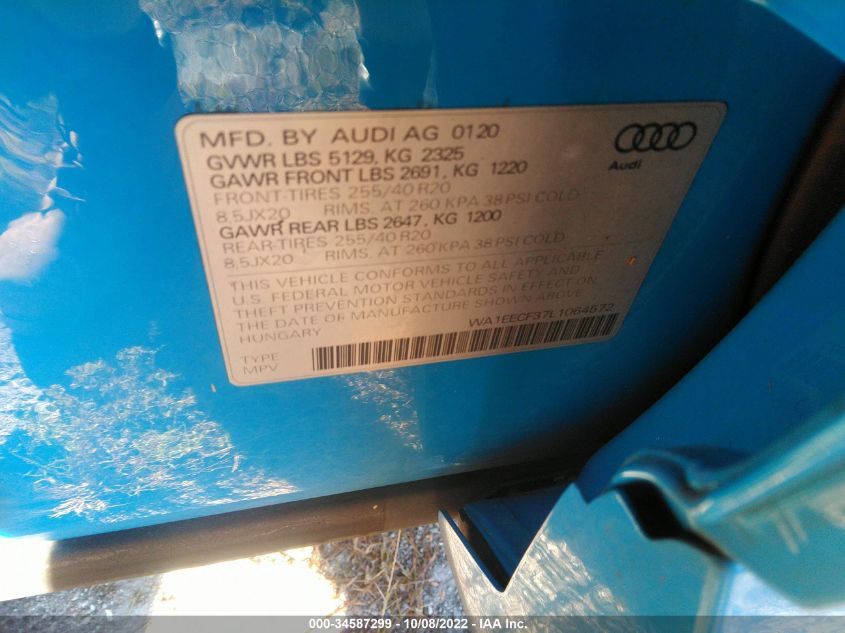 MFD. BY AUDI AG 0120
GVWR LBS 5129, KG 2325
GAWR FRONT LBS 2691, KG 1220
FRONT-TIRES 255/40 R20
8,5JX20 RIMS. AT 260 KPA 38 PSI COLD
GAWR REAR LBS 2647, KG 1200
REAR-TIRES 255/40 R20
8,5JX20 RIMS. AT 260 KPA 38 PSI COLD
Audi
THIS VEHICLE CONFORMS TO ALL APPLICABLE
U.S. FEDERAL MOTOR VEHICLE SAFETY AND
THEFT PREVENTION STANDARDS IN EFFECT ON
THE DATE OF MANUFACTURE SHOWN ABOVE
HUNGARY
WA1EECF37L1064572
TYPE
MPV
000-34587299 - 10/08/2022 - IAA Inc.